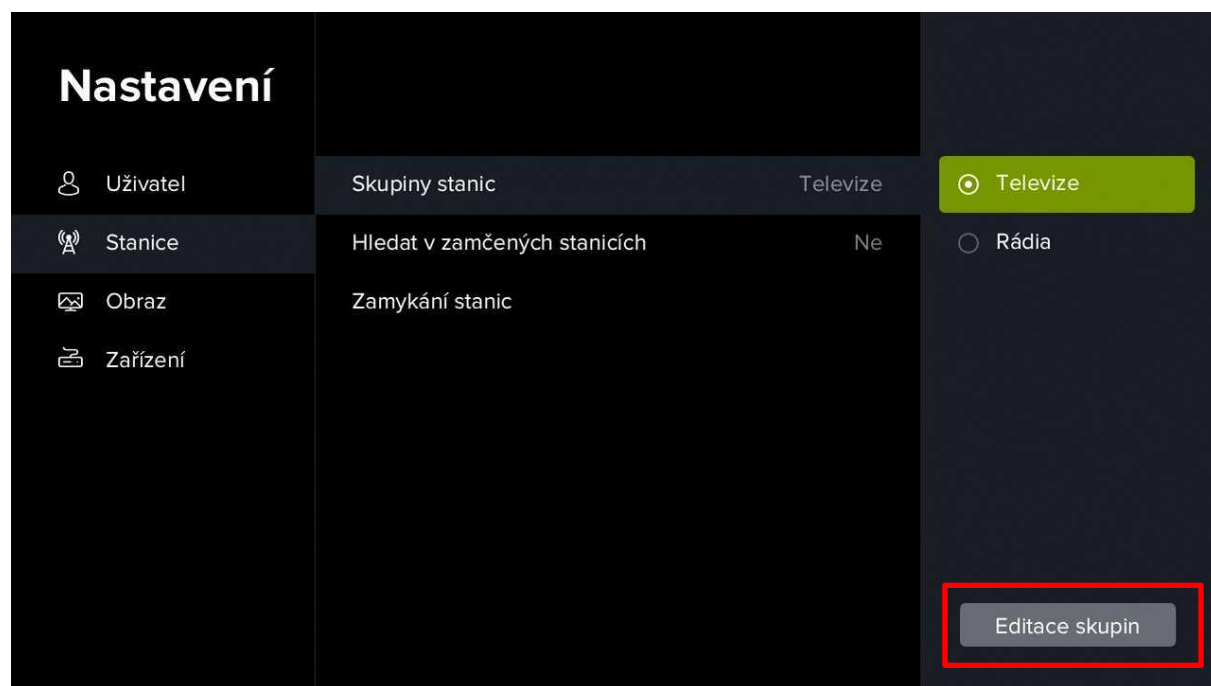 Nastavení
Uživatel
Stanice
Obraz
Zařízení
Skupiny stanic Televize
Hledat v zamčených stanicích Ne
Zamykání stanic
Televize
Rádia
Editace skupin